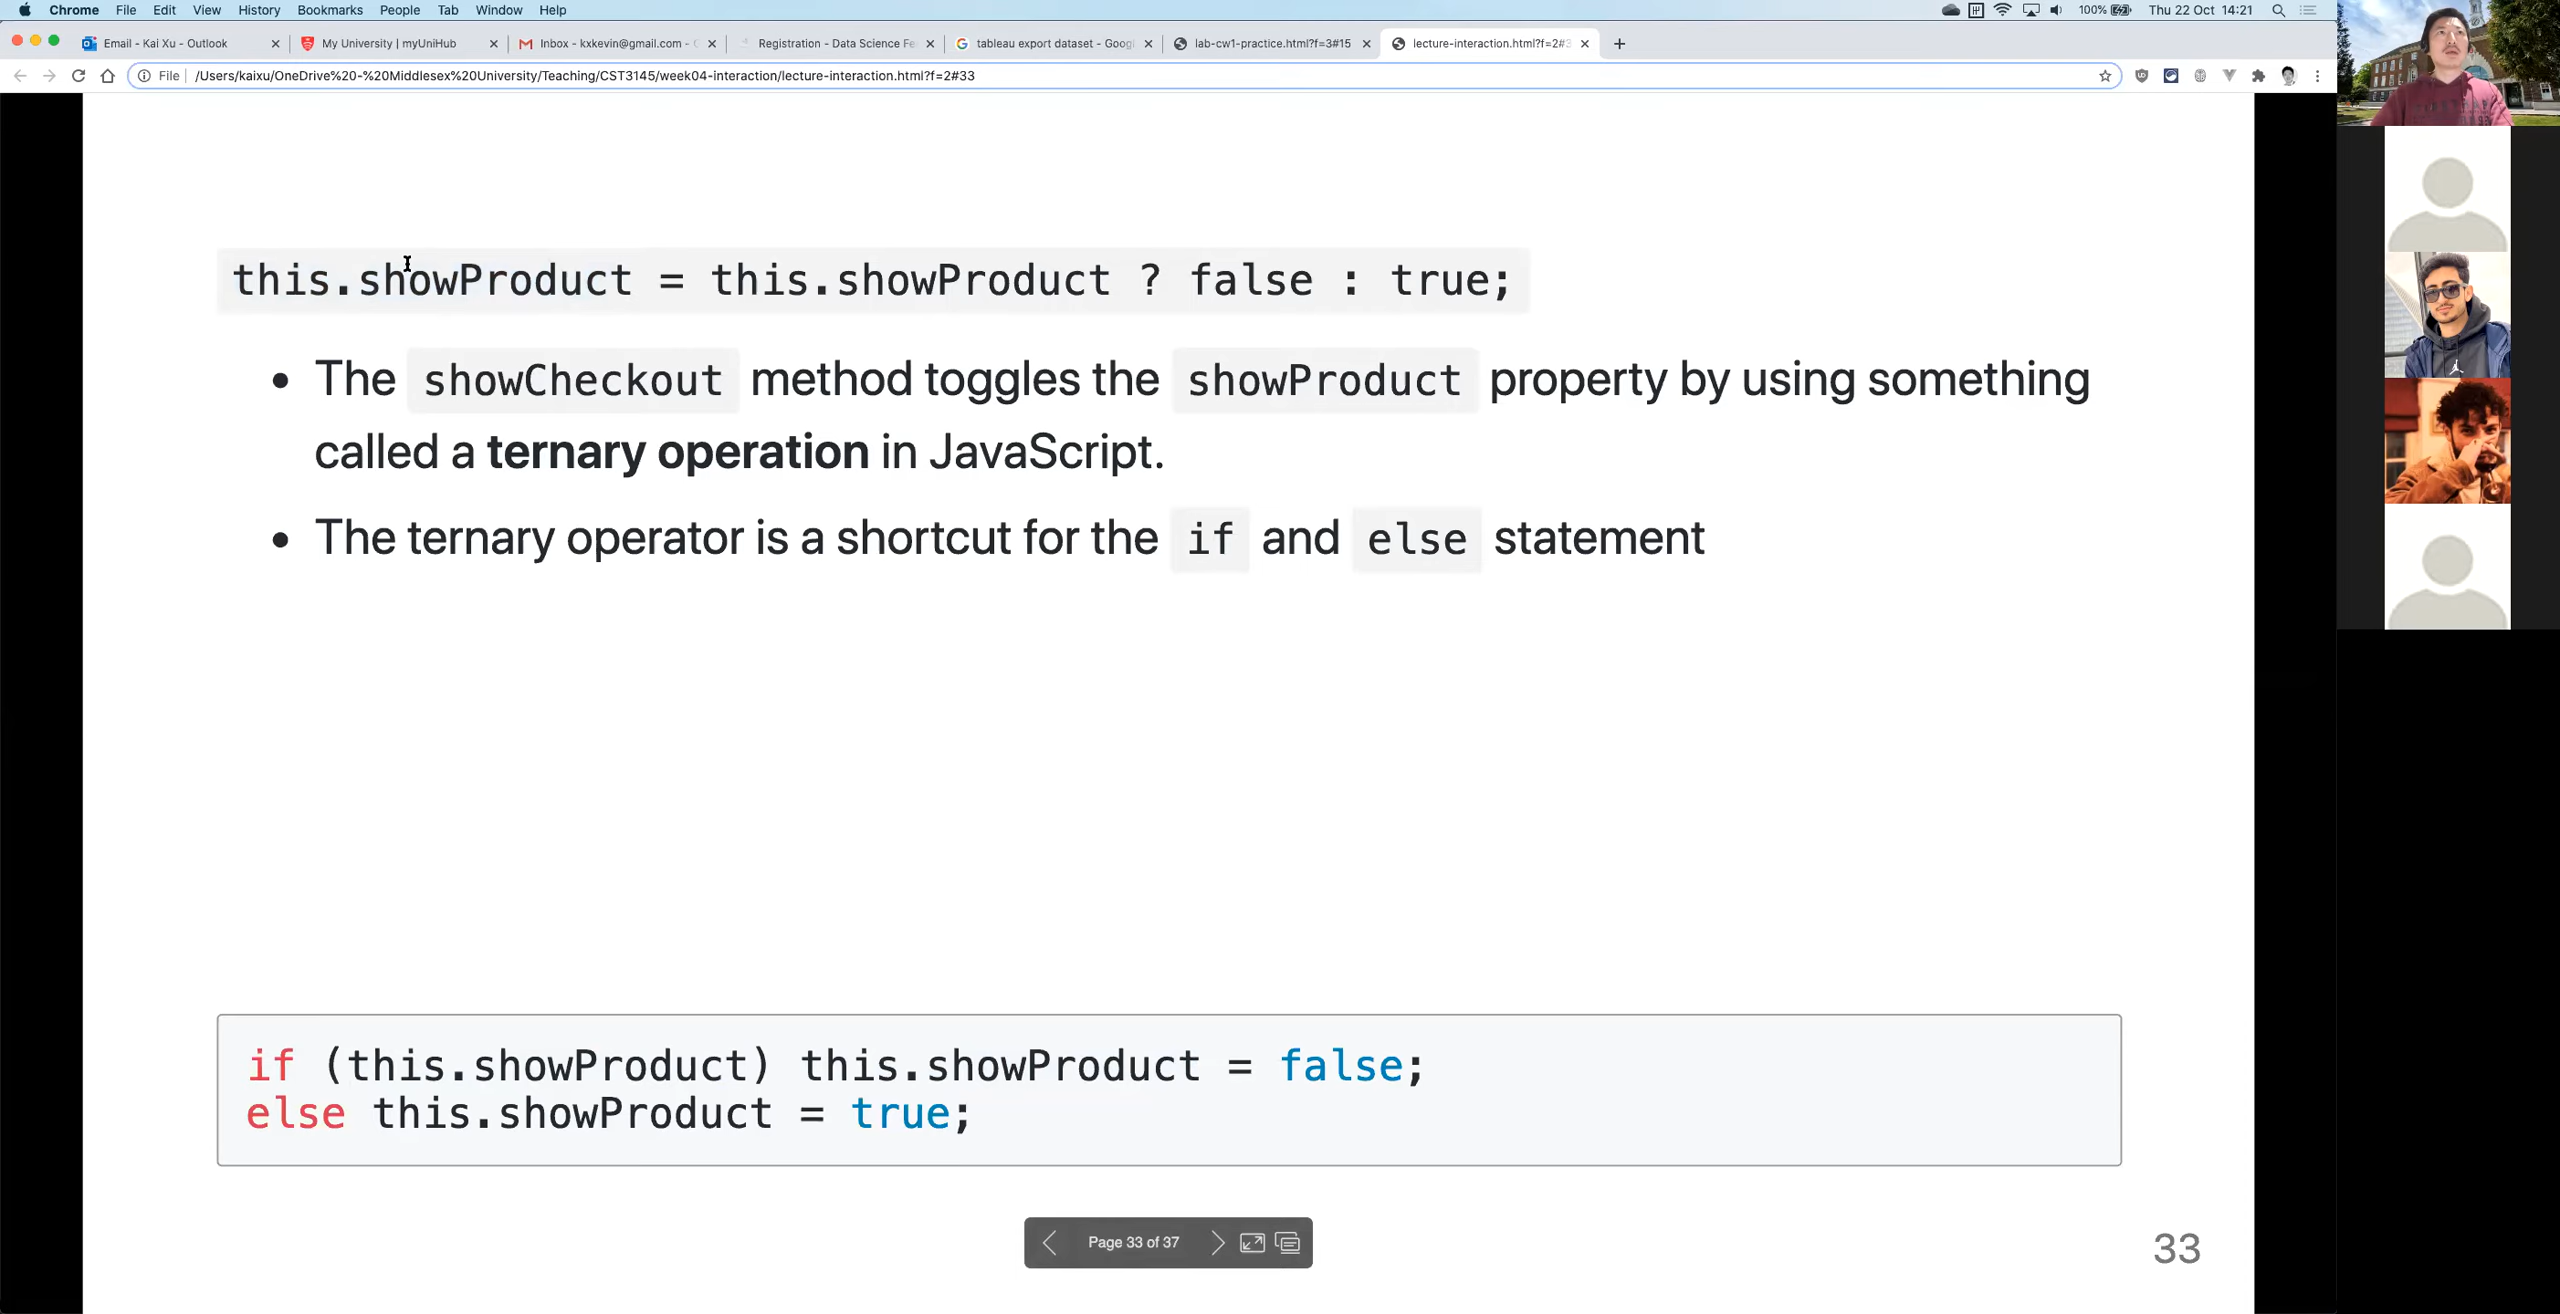 Chrome File Edit View History Bookmarks People Tab Window Help 100% Thu 22 Oct 14:21
Email - Kai Xu - Outlook My University | myUniHub Inbox - kxkevin@gmail.com - Registration - Data Science Fe tableau export dataset - Goog lab-cw1-practice.html?f=3#15 lecture-interaction.html?f=2#3
File /Users/kaixu/OneDrive%20-%20Middlesex%20University/Teaching/CST3145/week04-interaction/lecture-interaction.html?f=2#33
this.showProduct = this.showProduct ? false : true;
• The showCheckout method toggles the showProduct property by using something
called a ternary operation in JavaScript.
• The ternary operator is a shortcut for the if and else statement
if (this.showProduct) this.showProduct = false;
else this.showProduct = true;
Page 33 of 37
33